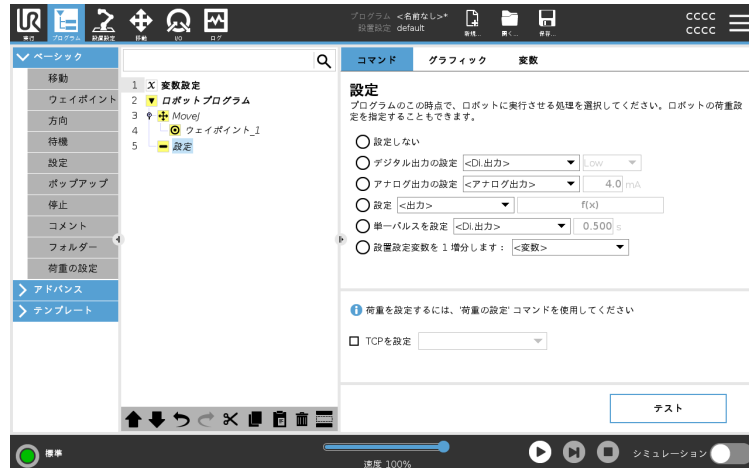 UR
実行
プログラム
設置設定
移動
I/O
ログ
プログラム <名前なし>*
設置設定 default
新規...
開く...
保存...
cccc
cccc
ベーシック
移動
ウェイポイント
方向
待機
設定
ポップアップ
停止
コメント
フォルダー
荷重の設定
アドバンス
テンプレート
1 X 変数設定
2 ロボットプログラム
3 MoveJ
4 ウェイポイント_1
5 設定
コマンド グラフィック 変数
設定
プログラムのこの時点で、ロボットに実行させる処理を選択してください。ロボットの荷重設
定を指定することもできます。
設定しない
デジタル出力の設定 <Di.出力> Low
アナログ出力の設定 <アナログ出力> 4.0 mA
設定 <出力> f(x)
単一パルスを設定 <Di.出力> 0.500 s
設置設定変数を 1 増分します： <変数>
荷重を設定するには、'荷重の設定' コマンドを使用してください
TCPを設定
テスト
標準
速度 100%
シミュレーション